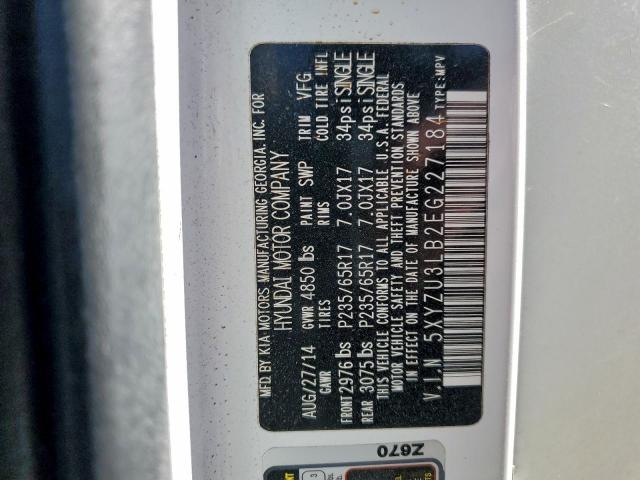 MFD. BY KIA MOTORS MANUFACTURING GEORGIA, INC. FOR
HYUNDAI MOTOR COMPANY
AUG/27/14 GVWR 4850 lbs PAINT SWP TRIM VFG
GAWR TIRES RIMS COLD TIRE INFL
FRONT 2976 lbs P235/65R17 7.0JX17 34psi SINGLE
REAR 3075 lbs P235/65R17 7.0JX17 34psi SINGLE
THIS VEHICLE CONFORMS TO ALL APPLICABLE U.S.A. FEDERAL
MOTOR VEHICLE SAFETY AND THEFT PREVENTION STANDARDS
IN EFFECT ON THE DATE OF MANUFACTURE SHOWN ABOVE
V.I.N 5XYZU3LB2EG227184 TYPE:MPV
Z670